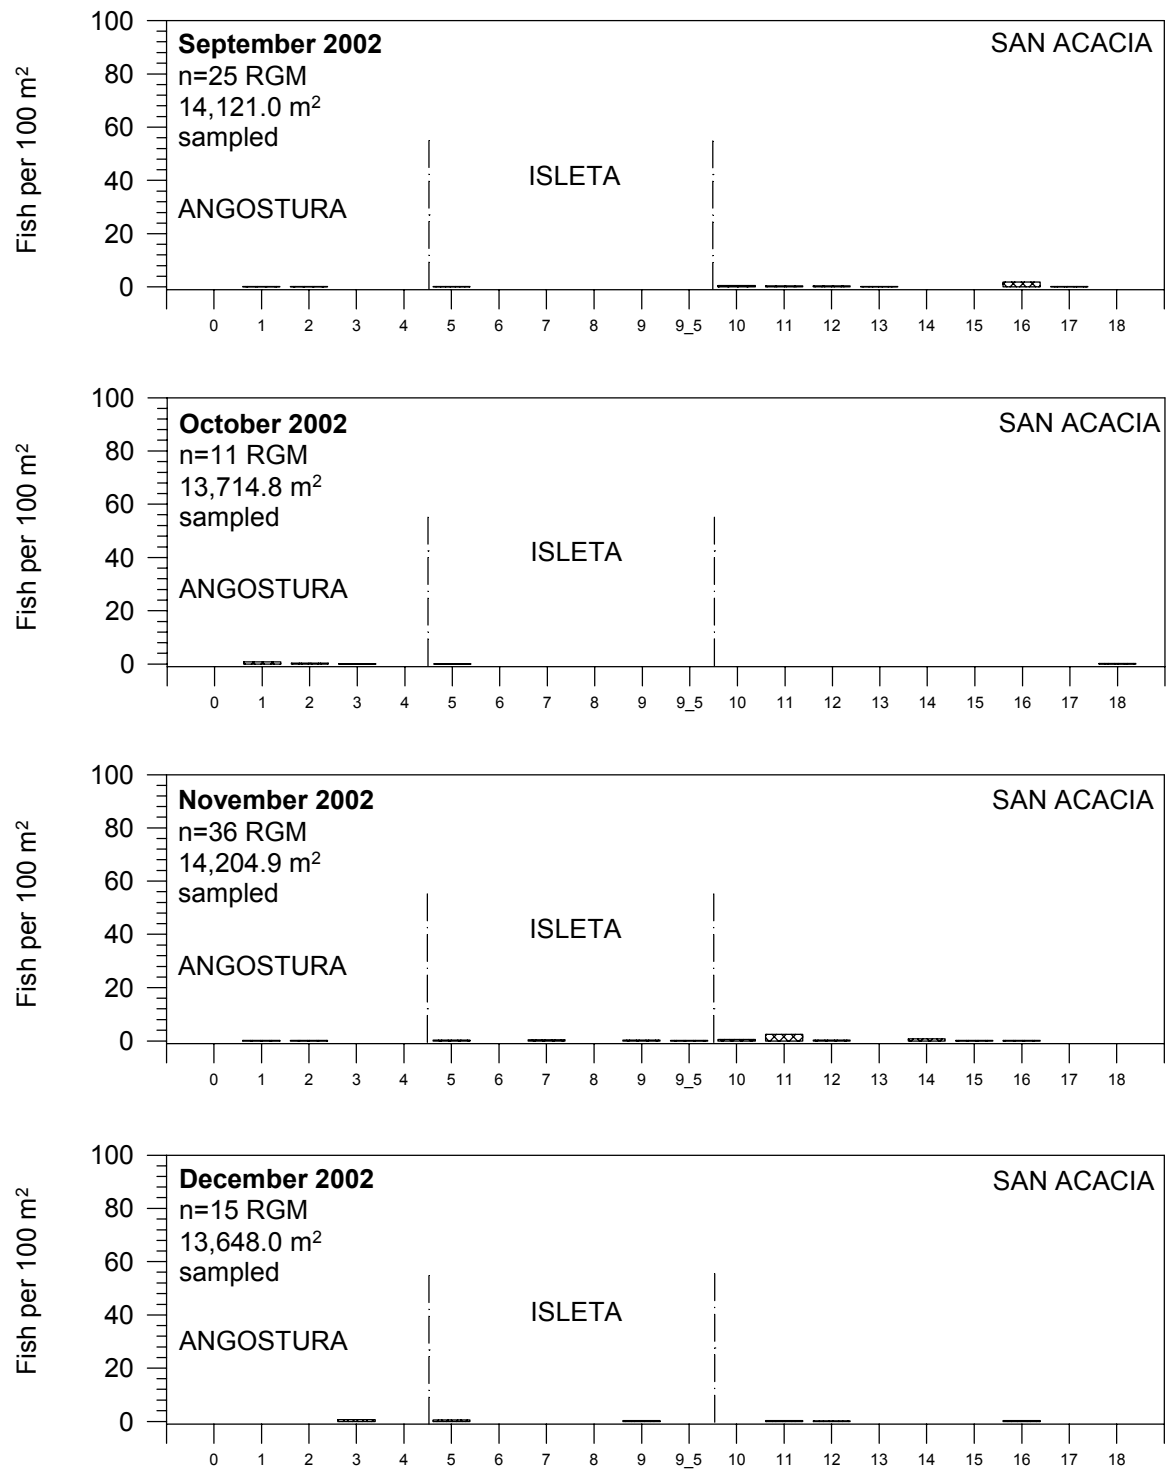 Fish per 100 m²
100
80
60
40
20
0
September 2002
n=25 RGM
14,121.0 m²
sampled
ANGOSTURA
ISLETA
SAN ACACIA
0 1 2 3 4 5 6 7 8 9 9_5 10 11 12 13 14 15 16 17 18
Fish per 100 m²
100
80
60
40
20
0
October 2002
n=11 RGM
13,714.8 m²
sampled
ANGOSTURA
ISLETA
SAN ACACIA
0 1 2 3 4 5 6 7 8 9 9_5 10 11 12 13 14 15 16 17 18
Fish per 100 m²
100
80
60
40
20
0
November 2002
n=36 RGM
14,204.9 m²
sampled
ANGOSTURA
ISLETA
SAN ACACIA
0 1 2 3 4 5 6 7 8 9 9_5 10 11 12 13 14 15 16 17 18
Fish per 100 m²
100
80
60
40
20
0
December 2002
n=15 RGM
13,648.0 m²
sampled
ANGOSTURA
ISLETA
SAN ACACIA
0 1 2 3 4 5 6 7 8 9 9_5 10 11 12 13 14 15 16 17 18